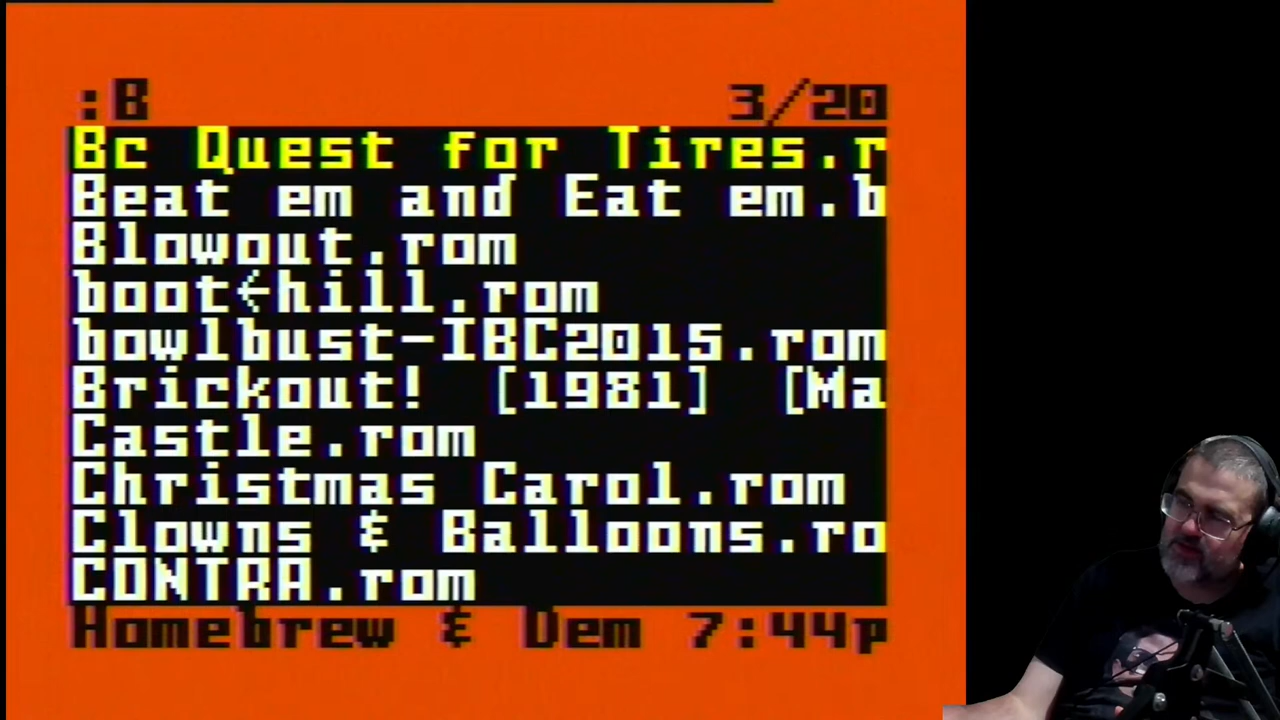 :B 3/20
Bc Quest for Tires.r
Beat em and Eat em.b
Blowout.rom
boot←hill.rom
bowlbust-IBC2015.rom
Brickout! [1981] [Ma
Castle.rom
Christmas Carol.rom
Clowns & Balloons.ro
CONTRA.rom
Homebrew & Dem 7:44p